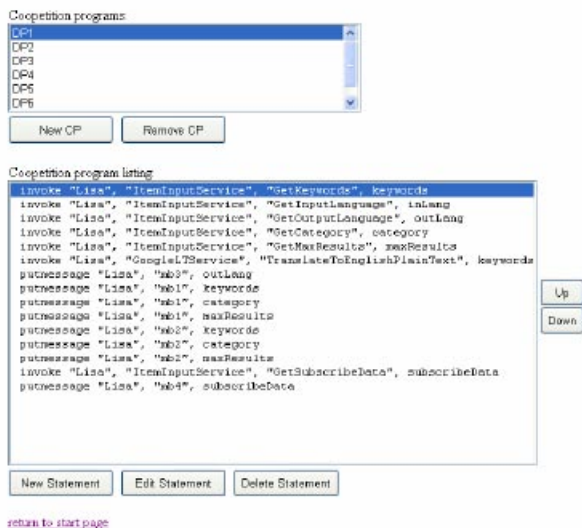 Coopetition programs
DP1
DP2
DP3
DP4
DP5
DP6
New CP Remove CP
Coopetition program listing
invoke "Lisa", "ItemInputService", "GetKeywords", keywords
invoke "Lisa", "ItemInputService", "GetInputLanguage", inLang
invoke "Lisa", "ItemInputService", "GetOutputLanguage", outLang
invoke "Lisa", "ItemInputService", "GetCategory", category
invoke "Lisa", "ItemInputService", "GetMaxResults", maxResults
invoke "Lisa", "GoogleLTService", "TranslateToEnglishPlainText", keywords
putmessage "Lisa", "mb3", outLang
putmessage "Lisa", "mb1", keywords
putmessage "Lisa", "mb1", category
putmessage "Lisa", "mb1", maxResults
putmessage "Lisa", "mb2", keywords
putmessage "Lisa", "mb2", category
putmessage "Lisa", "mb2", maxResults
invoke "Lisa", "ItemInputService", "GetSubscribeData", subscribeData
putmessage "Lisa", "mb4", subscribeData
Up
Down
New Statement Edit Statement Delete Statement
return to start page